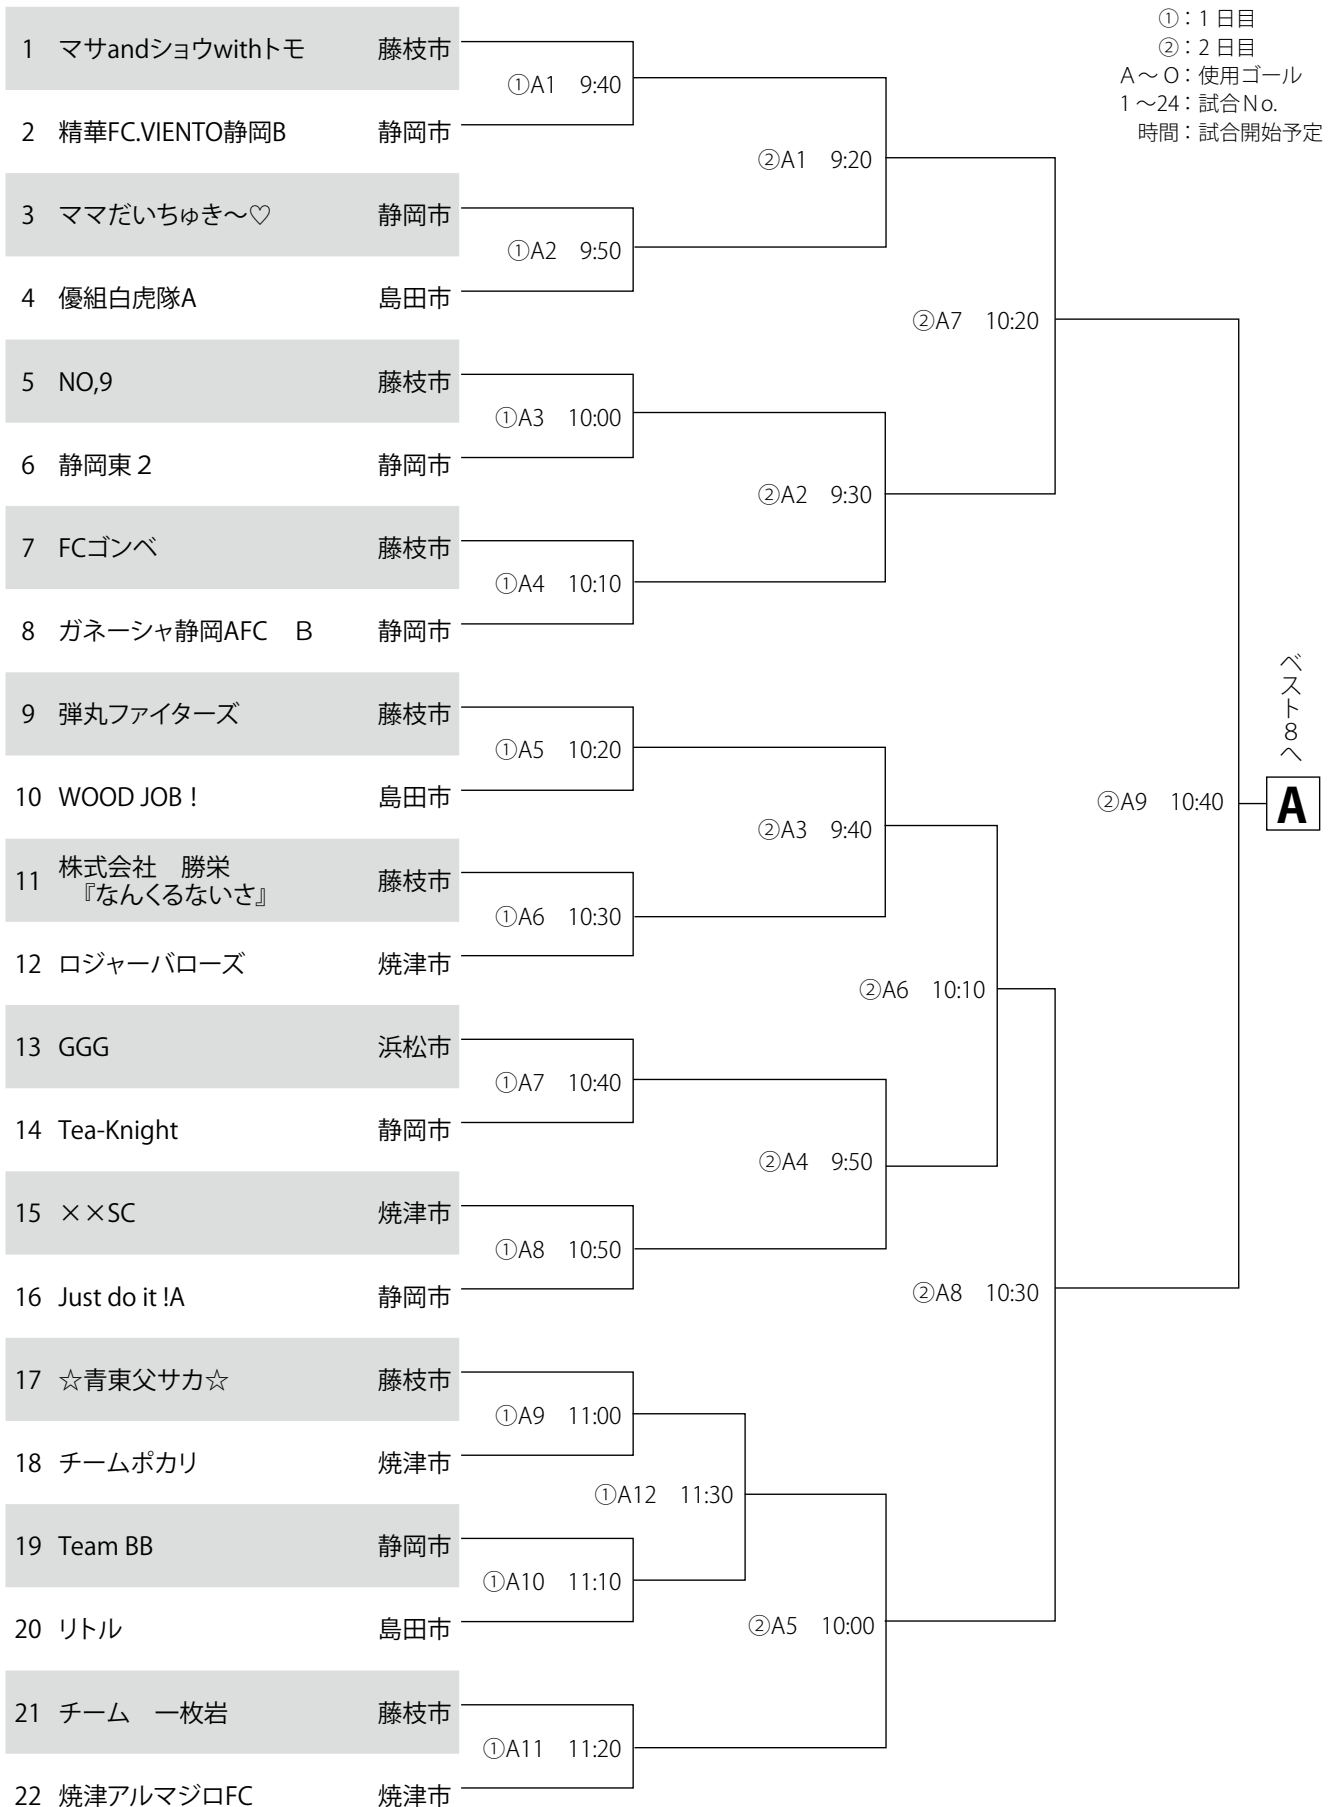 ①：1 日目
②：2 日目
A～O：使用ゴール
1～24：試合No.
時間：試合開始予定
1 マサandショウwithトモ 藤枝市
①A1 9:40
2 精華FC.VIENTO静岡B 静岡市
②A1 9:20
3 ママだいちゅき～♡ 静岡市
①A2 9:50
4 優組白虎隊A 島田市
②A7 10:20
5 NO,9 藤枝市
①A3 10:00
6 静岡東２ 静岡市
②A2 9:30
7 FCゴンベ 藤枝市
①A4 10:10
8 ガネーシャ静岡AFC　B 静岡市
9 弾丸ファイターズ 藤枝市
①A5 10:20
10 WOOD JOB！ 島田市
②A3 9:40
11 株式会社　勝栄
『なんくるないさ』 藤枝市
①A6 10:30
12 ロジャーバローズ 焼津市
②A6 10:10
13 GGG 浜松市
①A7 10:40
14 Tea-Knight 静岡市
②A4 9:50
15 ××SC 焼津市
①A8 10:50
16 Just do it !A 静岡市
②A8 10:30
17 ☆青東父サカ☆ 藤枝市
①A9 11:00
18 チームポカリ 焼津市
①A12 11:30
19 Team BB 静岡市
①A10 11:10
20 リトル 島田市
②A5 10:00
21 チーム　一枚岩 藤枝市
①A11 11:20
22 焼津アルマジロFC 焼津市
②A9 10:40
ベスト８へ
A